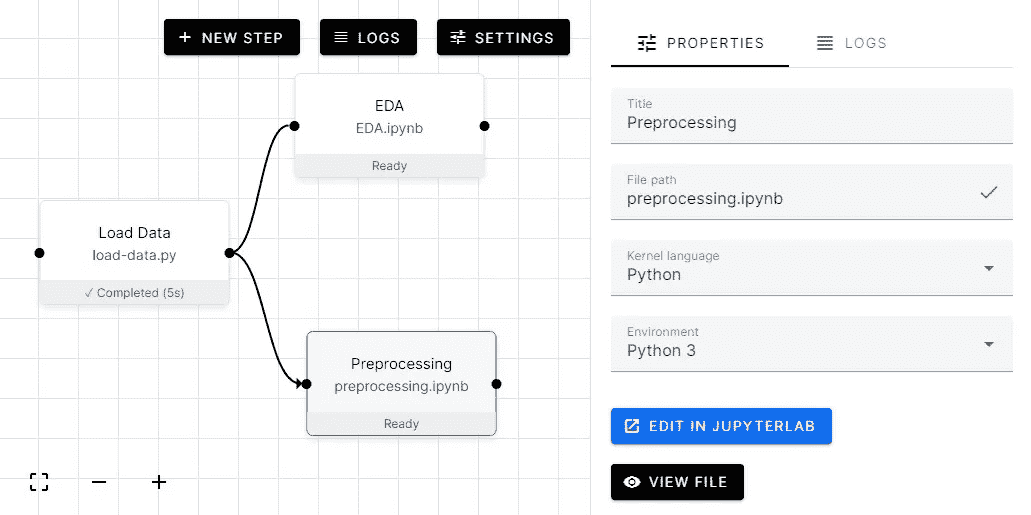 NEW STEP
LOGS
SETTINGS
EDA
EDA.ipynb
Ready
Load Data
load-data.py
✓ Completed (5s)
Preprocessing
preprocessing.ipynb
Ready
PROPERTIES
LOGS
Title
Preprocessing
File path
preprocessing.ipynb
Kernel language
Python
Environment
Python 3
EDIT IN JUPYTERLAB
VIEW FILE